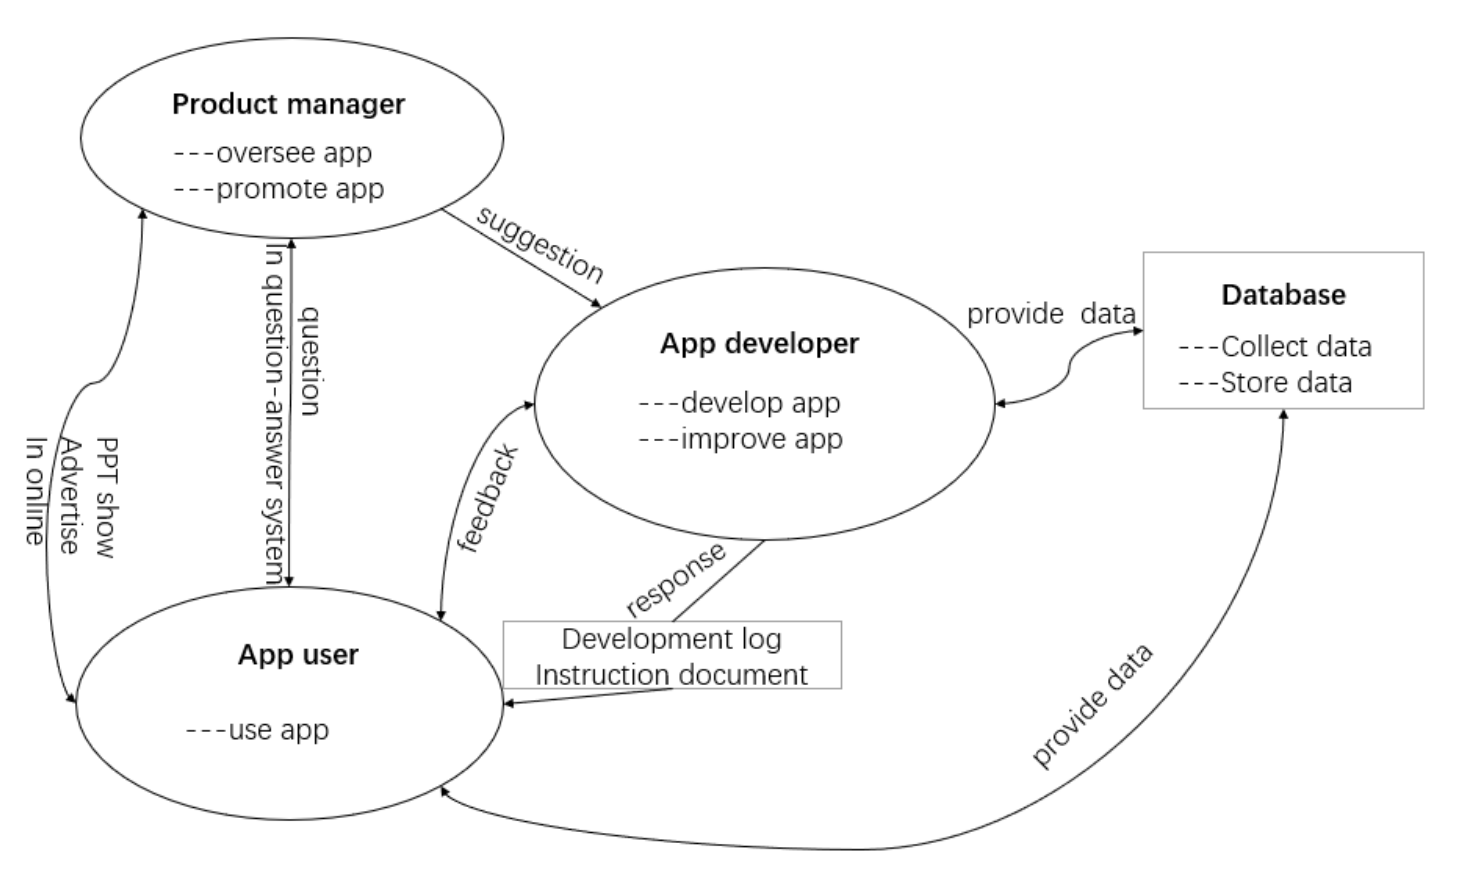 Product manager
---oversee app
---promote app
suggestion
In question-answer system
question
App developer
---develop app
---improve app
provide data
Database
---Collect data
---Store data
PPT show
Advertise
In online
feedback
response
Development log
Instruction document
App user
---use app
provide data